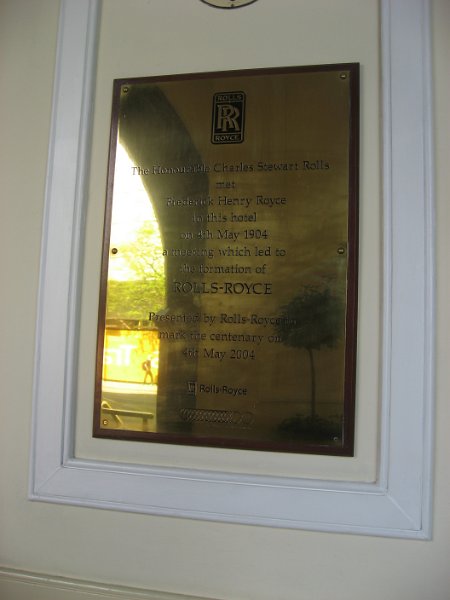 ROLLS
RR
ROYCE
The Honourable Charles Stewart Rolls
met
Frederick Henry Royce
in this hotel
on 4th May 1904
a meeting which led to
the formation of
ROLLS-ROYCE
Presented by Rolls-Royce to
mark the centenary on
4th May 2004
Rolls-Royce